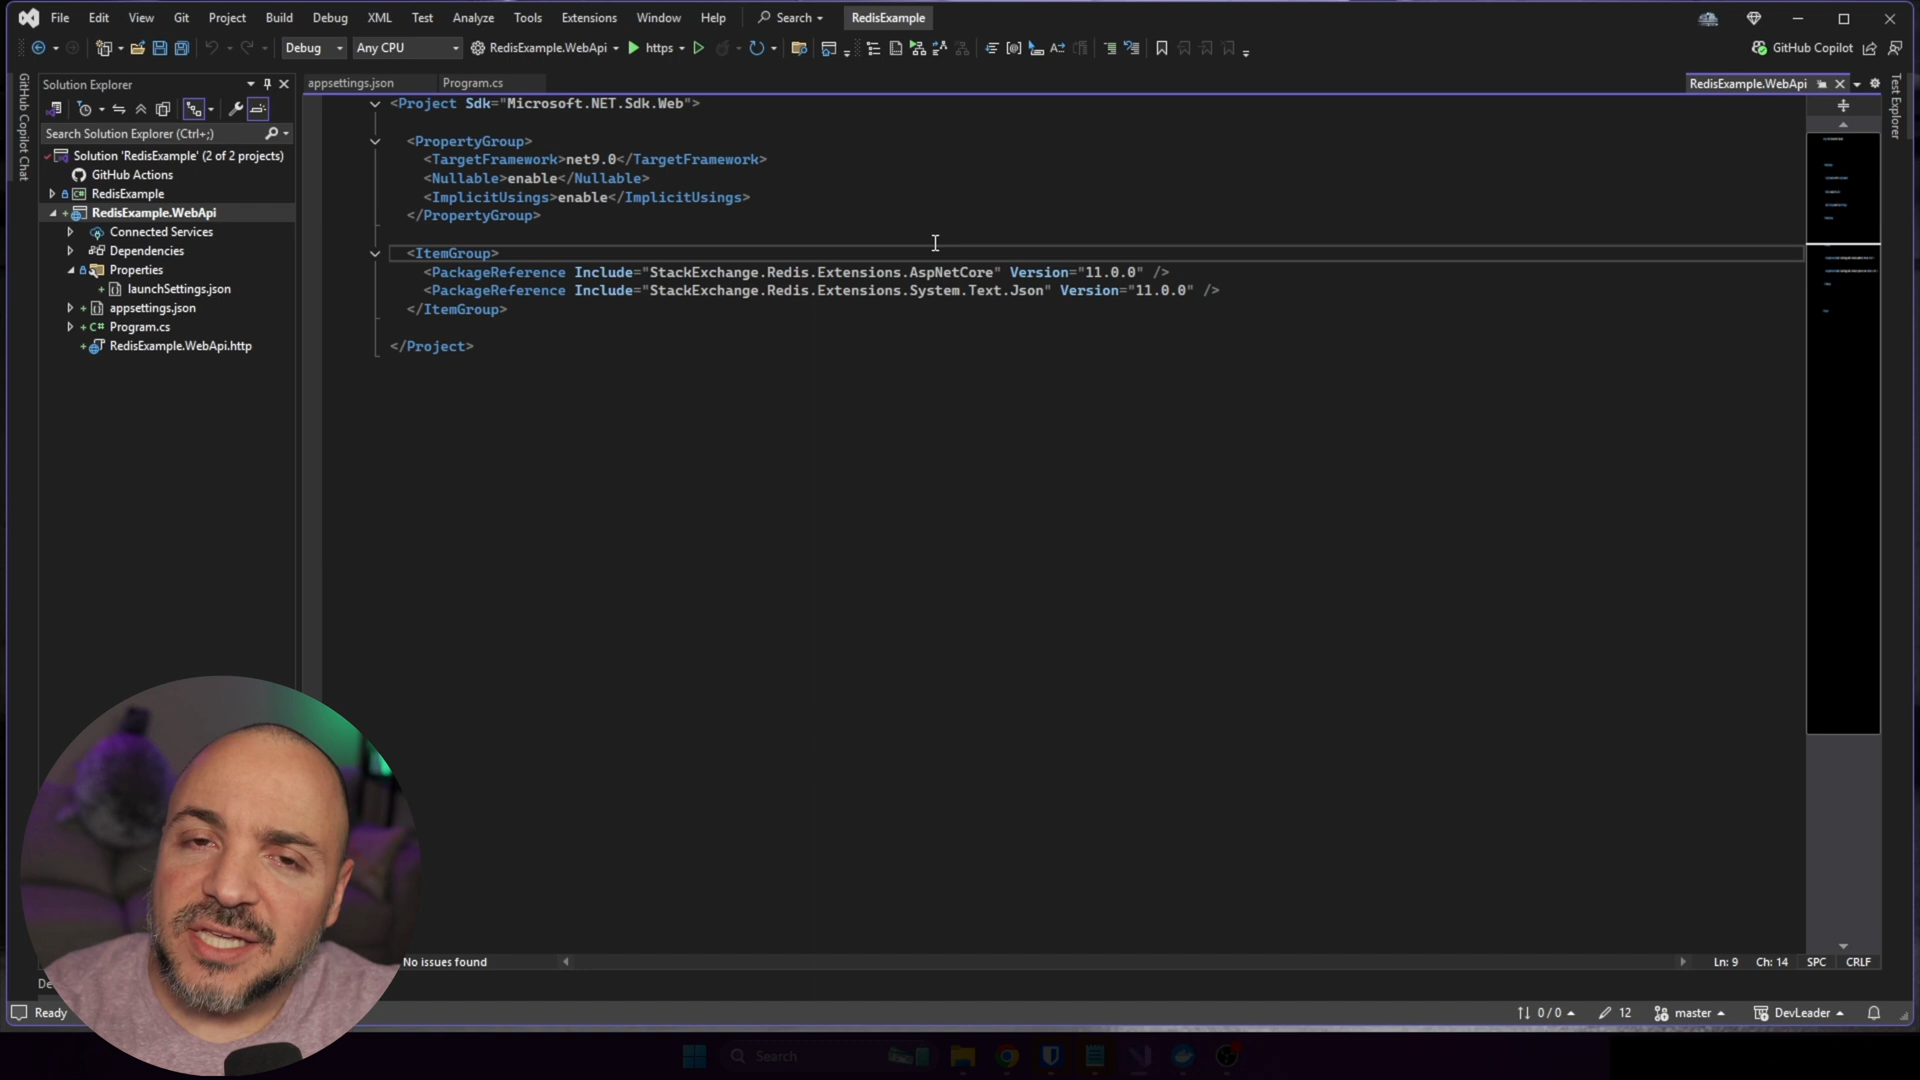 File Edit View Git Project Build Debug XML Test Analyze Tools Extensions Window Help Search RedisExample
Debug Any CPU RedisExample.WebApi https GitHub Copilot
GitHub Copilot Chat
Solution Explorer
Search Solution Explorer (Ctrl+;)
Solution 'RedisExample' (2 of 2 projects)
GitHub Actions
RedisExample
RedisExample.WebApi
Connected Services
Dependencies
Properties
launchSettings.json
appsettings.json
Program.cs
RedisExample.WebApi.http
appsettings.json Program.cs RedisExample.WebApi
Test Explorer
<Project Sdk="Microsoft.NET.Sdk.Web">
<PropertyGroup>
<TargetFramework>net9.0</TargetFramework>
<Nullable>enable</Nullable>
<ImplicitUsings>enable</ImplicitUsings>
</PropertyGroup>
<ItemGroup>
<PackageReference Include="StackExchange.Redis.Extensions.AspNetCore" Version="11.0.0" />
<PackageReference Include="StackExchange.Redis.Extensions.System.Text.Json" Version="11.0.0" />
</ItemGroup>
</Project>
No issues found Ln: 9 Ch: 14 SPC CRLF
Ready 0 / 0 12 master DevLeader
Search